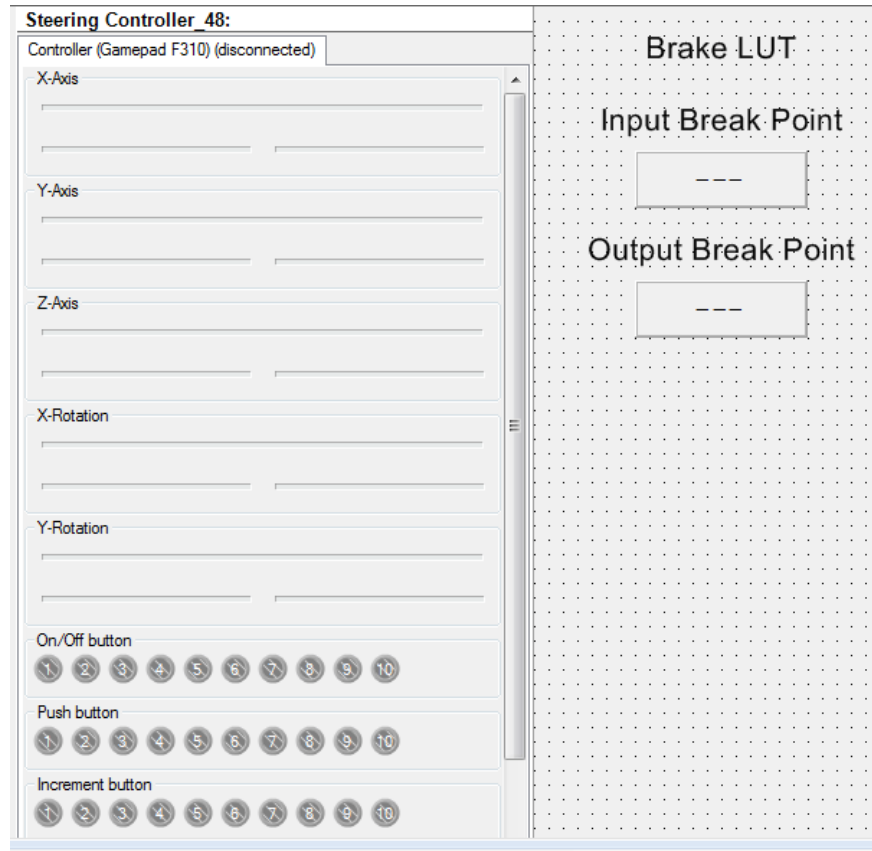 Steering Controller_48:
Controller (Gamepad F310) (disconnected)
X-Axis
Y-Axis
Z-Axis
X-Rotation
Y-Rotation
On/Off button
1 2 3 4 5 6 7 8 9 10
Push button
1 2 3 4 5 6 7 8 9 10
Increment button
1 2 3 4 5 6 7 8 9 10
Brake LUT
Input Break Point
---
Output Break Point
---